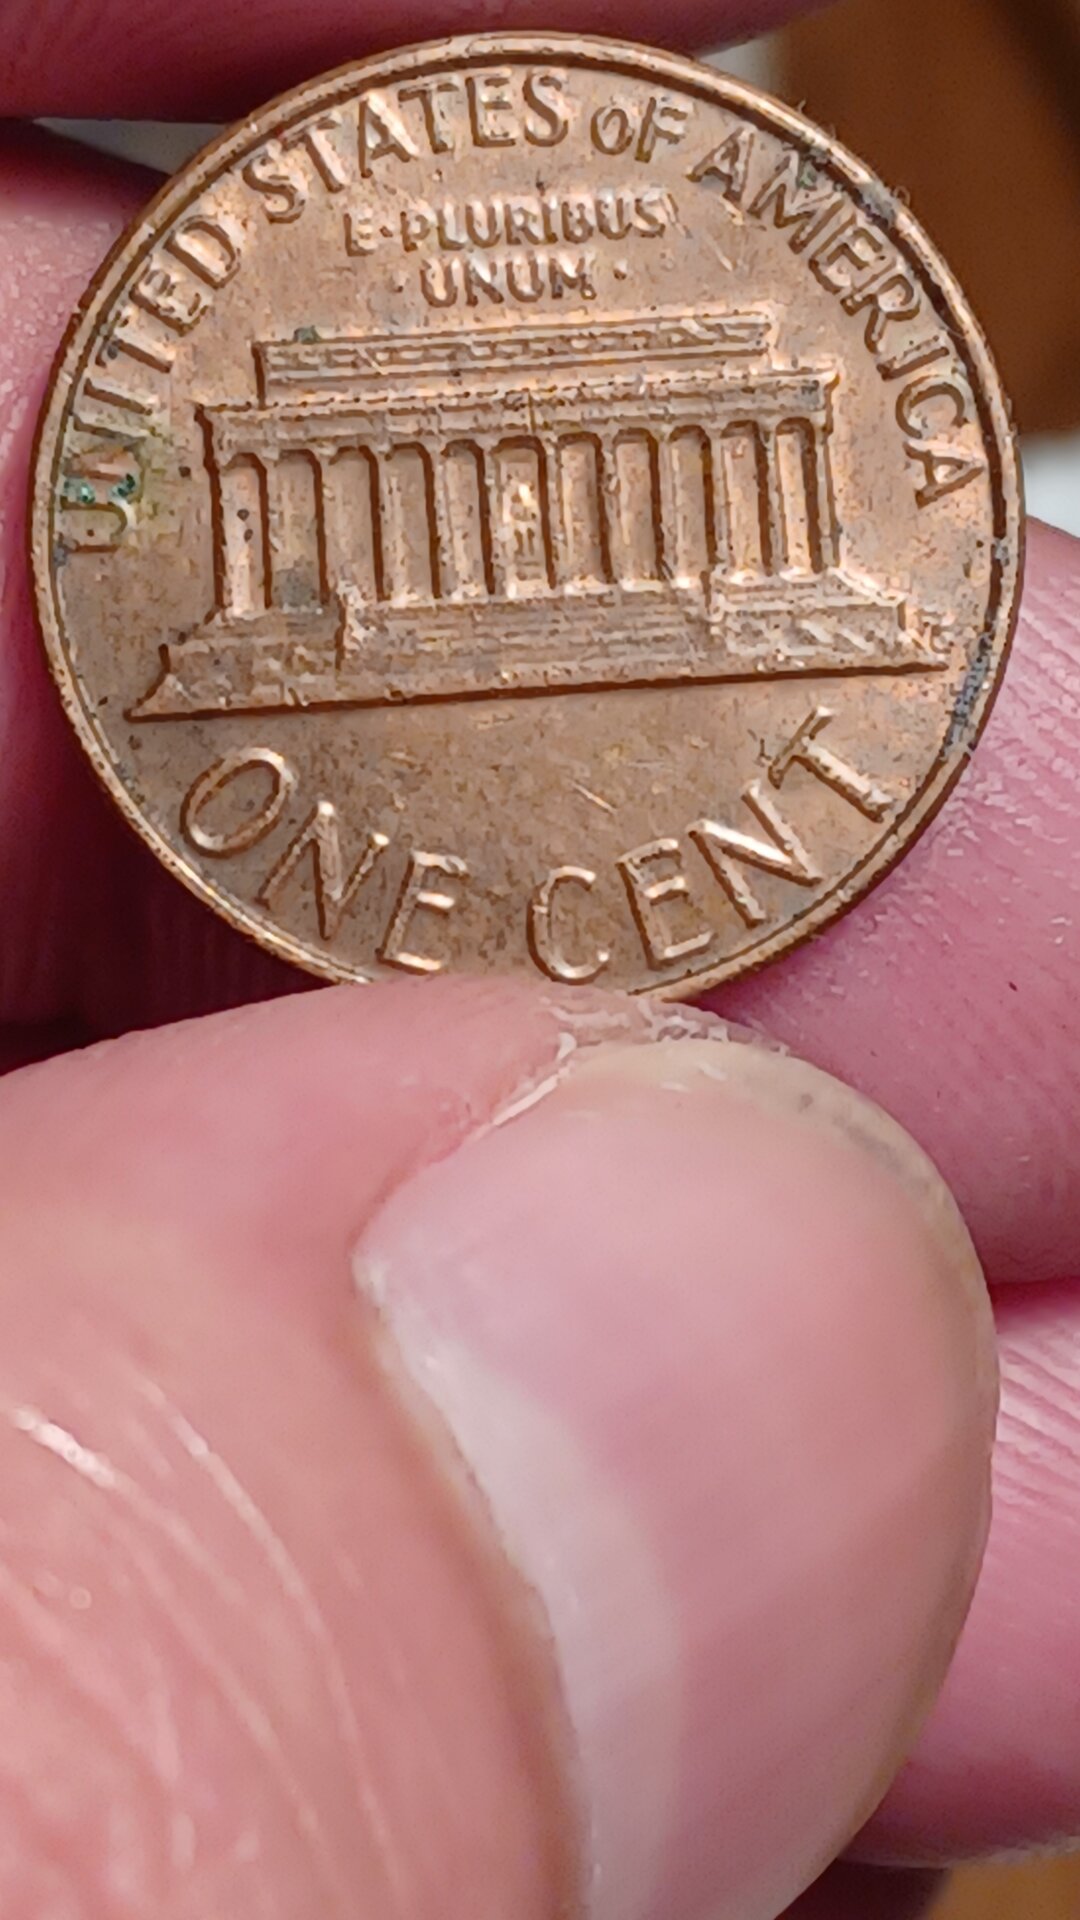 UNITED STATES OF AMERICA
E·PLURIBUS
·UNUM·
ONE CENT